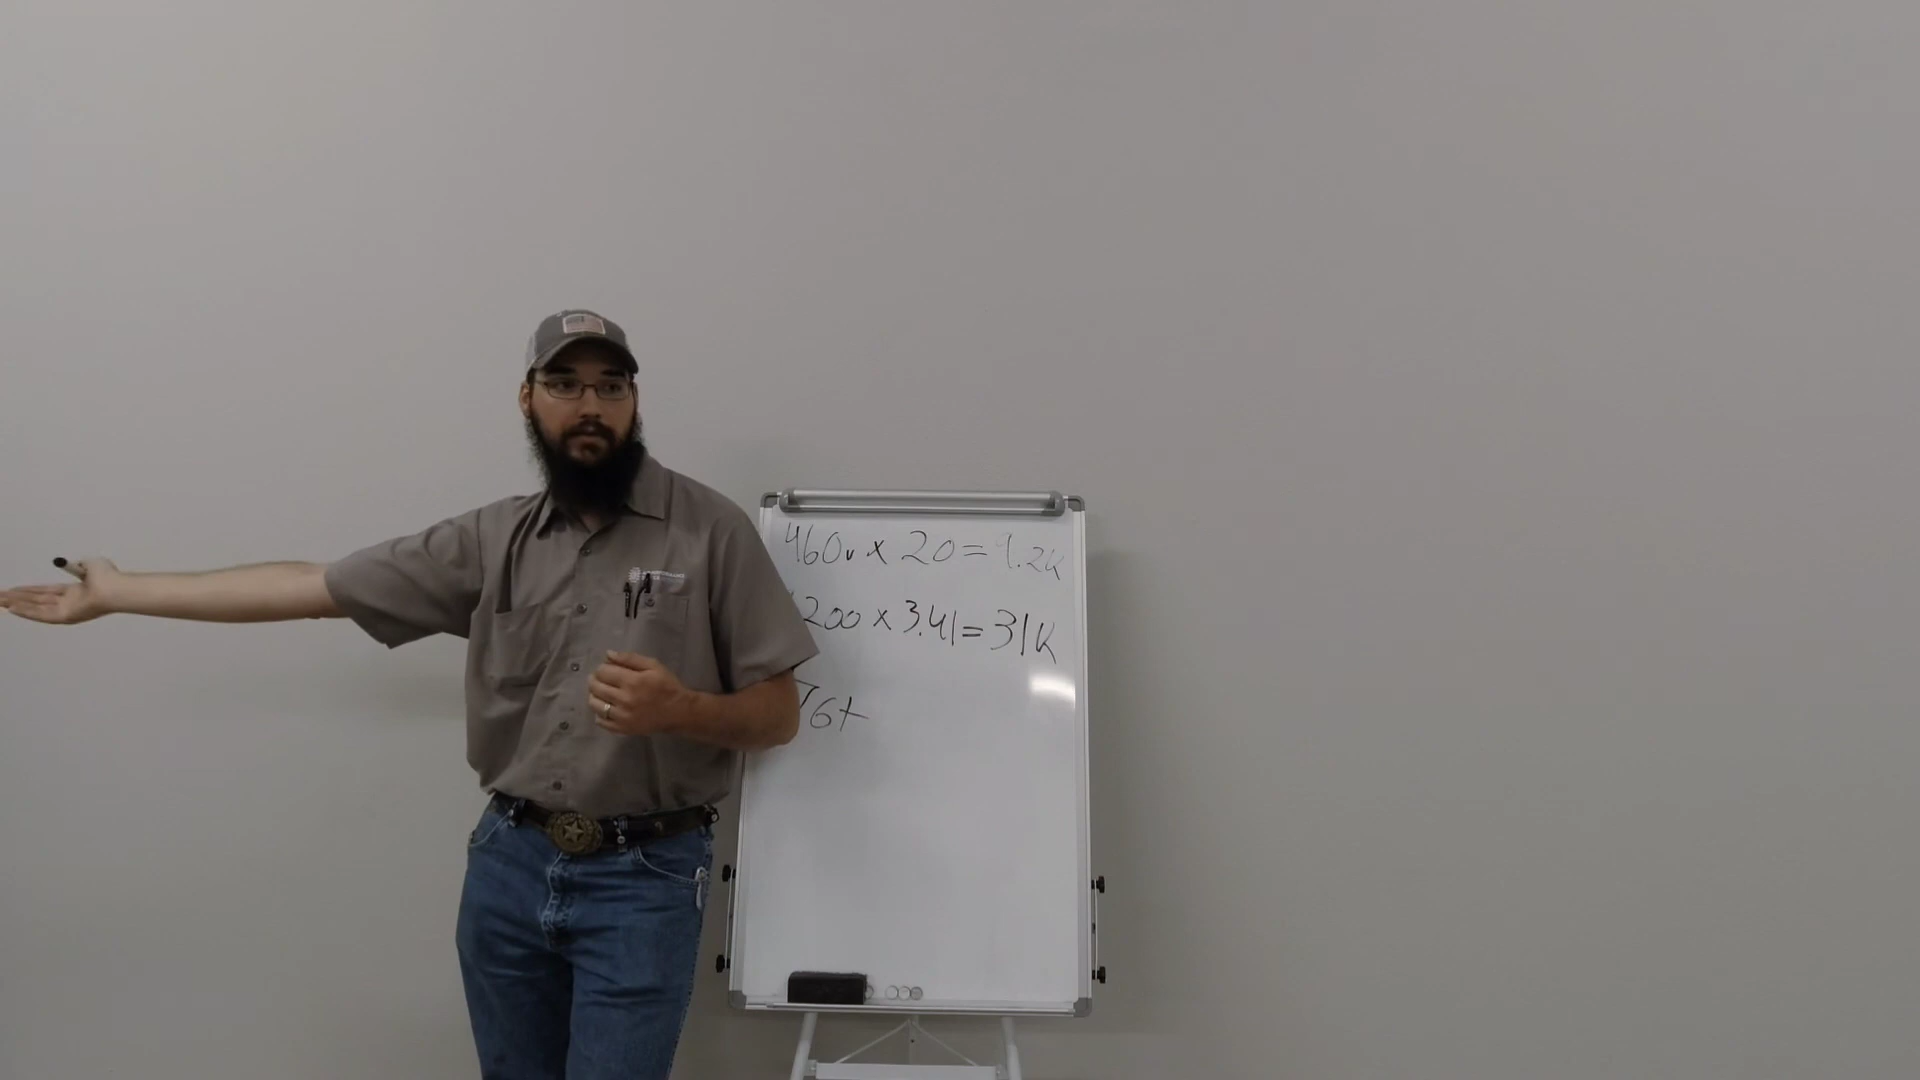 460v x 20 = 9.2K
200 x 3.41 = 31K
76+